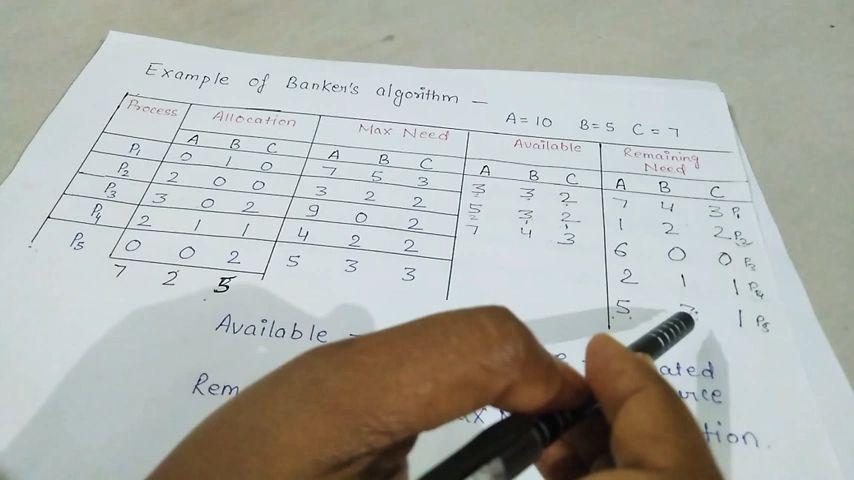 Example of Banker's algorithm -
A = 10 B = 5 C = 7
Process Allocation Max Need Available Remaining Need
A B C A B C A B C A B C
P1 0 1 0 7 5 3 3 3 2 7 4 3 P1
P2 2 0 0 3 2 2 5 3 2 1 2 2 P2
P3 3 0 2 9 0 2 7 4 3 6 0 0 P3
P4 2 1 1 4 2 2 2 1 1 P4
P5 0 0 2 5 3 3 5 1 P5
7 2 5
Available -
ated
Rem
tion.